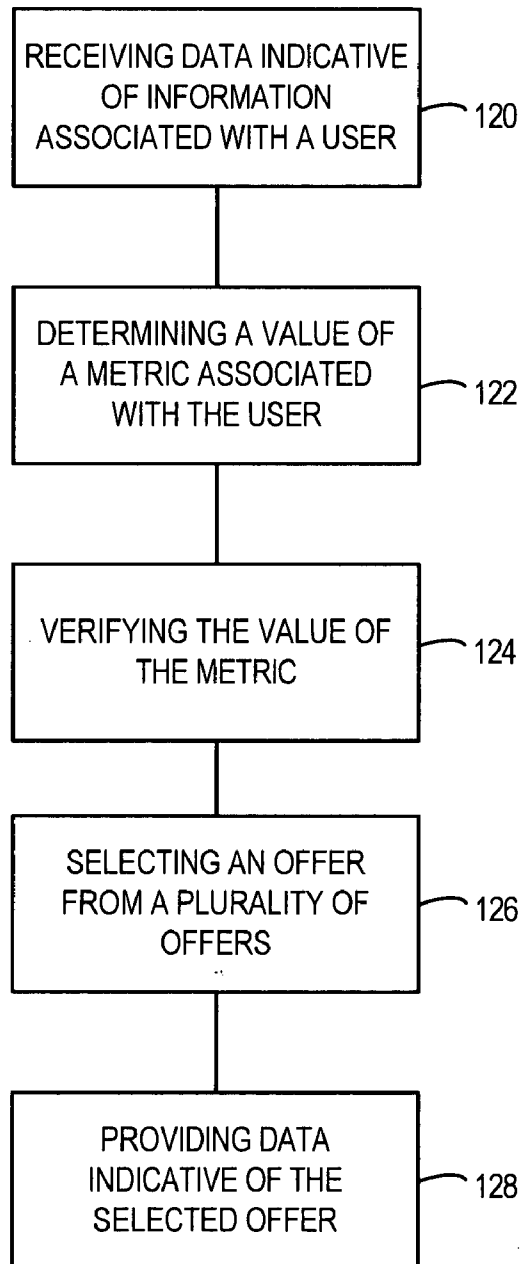 RECEIVING DATA INDICATIVE
OF INFORMATION
ASSOCIATED WITH A USER
120
DETERMINING A VALUE OF
A METRIC ASSOCIATED
WITH THE USER
122
VERIFYING THE VALUE OF
THE METRIC
124
SELECTING AN OFFER
FROM A PLURALITY OF
OFFERS
126
PROVIDING DATA
INDICATIVE OF THE
SELECTED OFFER
128